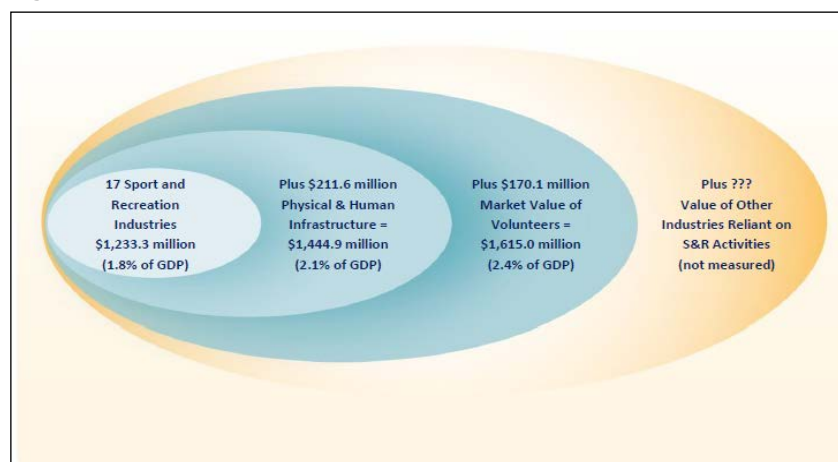 17 Sport and
Recreation
Industries
$1,233.3 million
(1.8% of GDP)
Plus $211.6 million
Physical & Human
Infrastructure =
$1,444.9 million
(2.1% of GDP)
Plus $170.1 million
Market Value of
Volunteers =
$1,615.0 million
(2.4% of GDP)
Plus ???
Value of Other
Industries Reliant on
S&R Activities
(not measured)